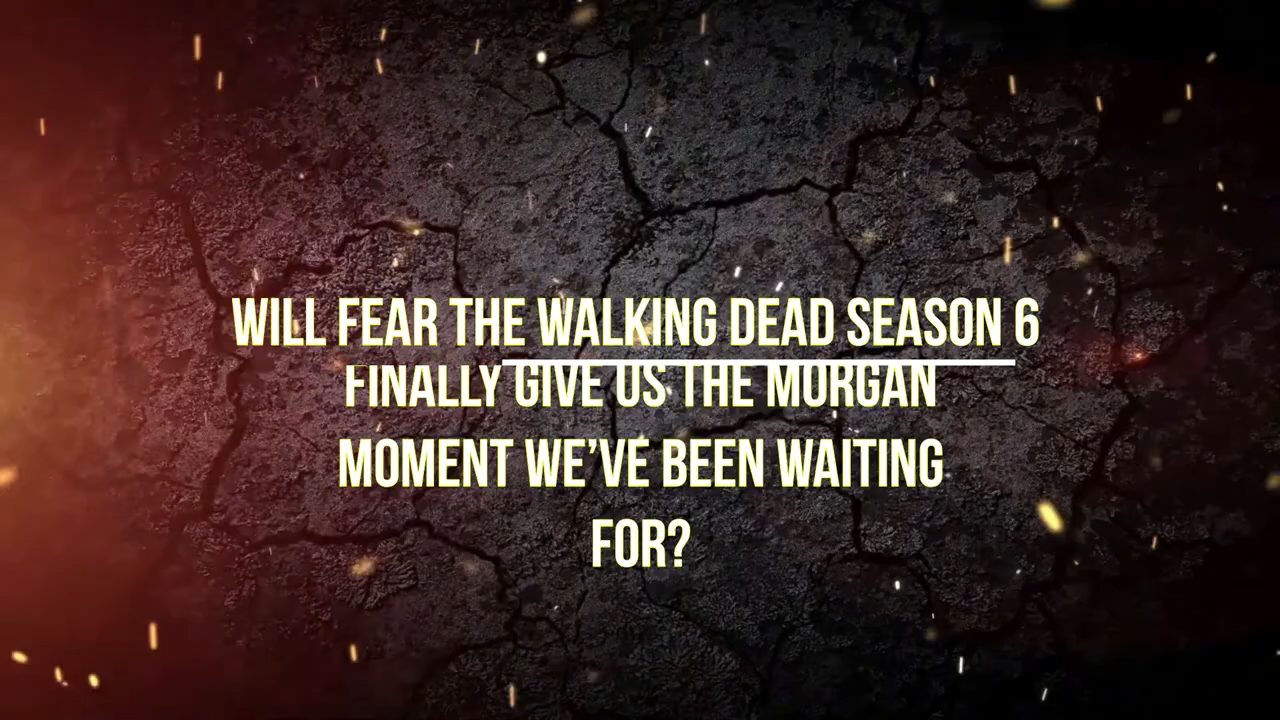 WILL FEAR THE WALKING DEAD SEASON 6
FINALLY GIVE US THE MORGAN
MOMENT WE’VE BEEN WAITING
FOR?